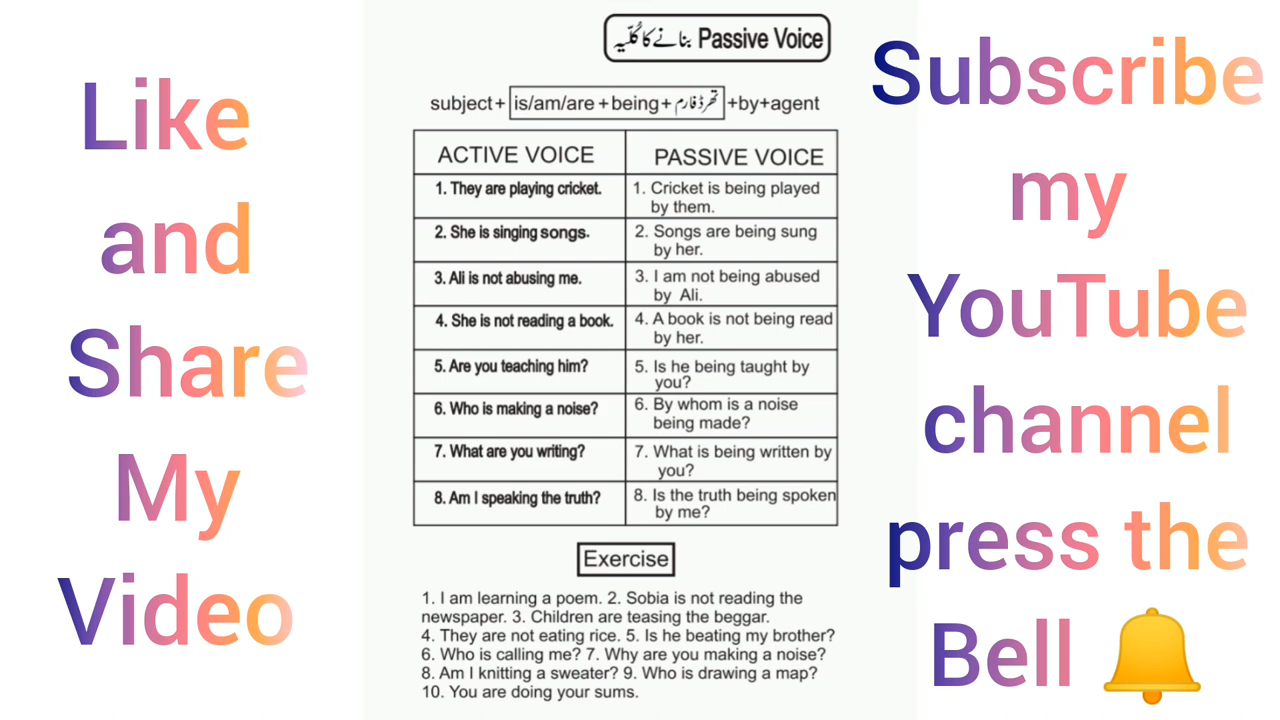 Like
and
Share
My
Video
Passive Voice بنانے کا کُلّیہ
subject + is/am/are + being + تھرڈ فارم + by + agent
ACTIVE VOICE PASSIVE VOICE
1. They are playing cricket. 1. Cricket is being played
by them.
2. She is singing songs. 2. Songs are being sung
by her.
3. Ali is not abusing me. 3. I am not being abused
by Ali.
4. She is not reading a book. 4. A book is not being read
by her.
5. Are you teaching him? 5. Is he being taught by
you?
6. Who is making a noise? 6. By whom is a noise
being made?
7. What are you writing? 7. What is being written by
you?
8. Am I speaking the truth? 8. Is the truth being spoken
by me?
Exercise
1. I am learning a poem. 2. Sobia is not reading the
newspaper. 3. Children are teasing the beggar.
4. They are not eating rice. 5. Is he beating my brother?
6. Who is calling me? 7. Why are you making a noise?
8. Am I knitting a sweater? 9. Who is drawing a map?
10. You are doing your sums.
Subscribe
my
YouTube
channel
press the
Bell 🔔